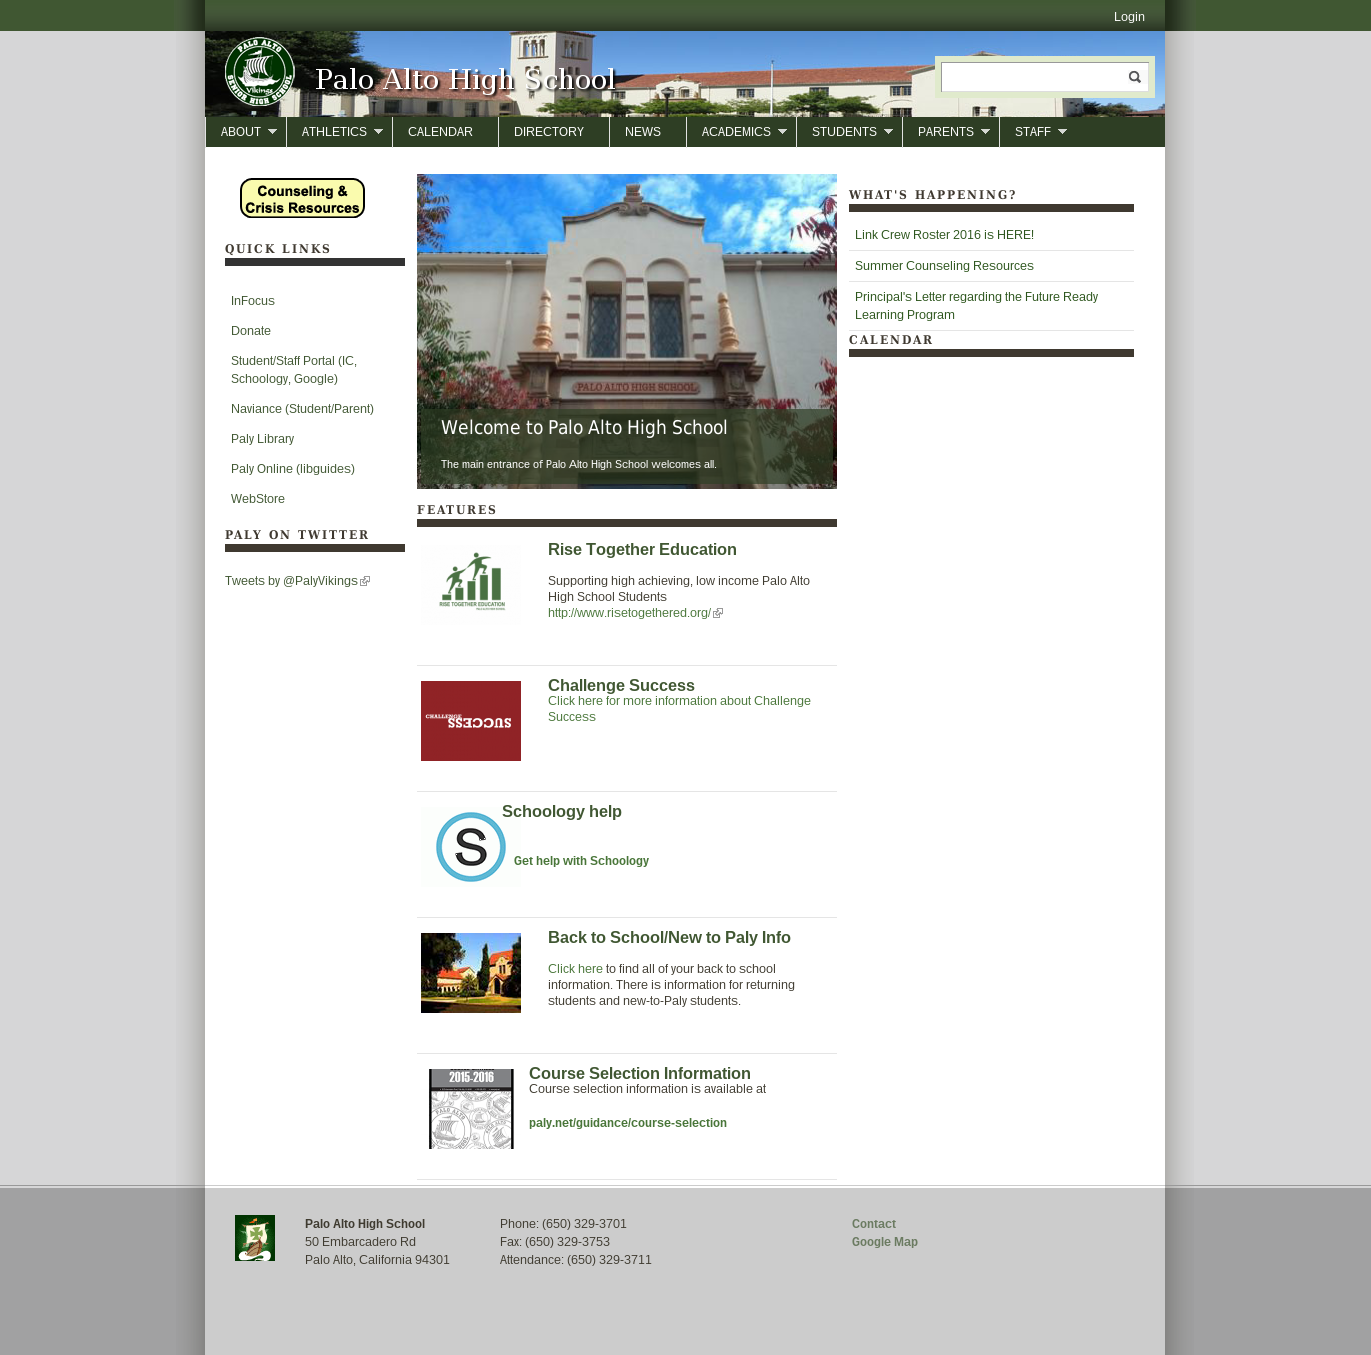 Login
PALO ALTO
Vikings
SENIOR HIGH SCHOOL
Palo Alto High School
ABOUT
ATHLETICS
CALENDAR
DIRECTORY
NEWS
ACADEMICS
STUDENTS
PARENTS
STAFF
Counseling &
Crisis Resources
QUICK LINKS
InFocus
Donate
Student/Staff Portal (IC,
Schoology, Google)
Naviance (Student/Parent)
Paly Library
Paly Online (libguides)
WebStore
PALY ON TWITTER
Tweets by @PalyVikings
PALO ALTO HIGH SCHOOL
Welcome to Palo Alto High School
The main entrance of Palo Alto High School welcomes all.
FEATURES
RISE TOGETHER EDUCATION
Rise Together Education
Supporting high achieving, low income Palo Alto
High School Students
http://www.risetogethered.org/
CHALLENGE
SUCCESS
Challenge Success
Click here for more information about Challenge
Success
S
Schoology help
Get help with Schoology
Back to School/New to Paly Info
Click here to find all of your back to school
information. There is information for returning
students and new-to-Paly students.
2015-2016
Course Selection Information
Course selection information is available at
paly.net/guidance/course-selection
WHAT'S HAPPENING?
Link Crew Roster 2016 is HERE!
Summer Counseling Resources
Principal's Letter regarding the Future Ready
Learning Program
CALENDAR
Palo Alto High School
50 Embarcadero Rd
Palo Alto, California 94301
Phone: (650) 329-3701
Fax: (650) 329-3753
Attendance: (650) 329-3711
Contact
Google Map